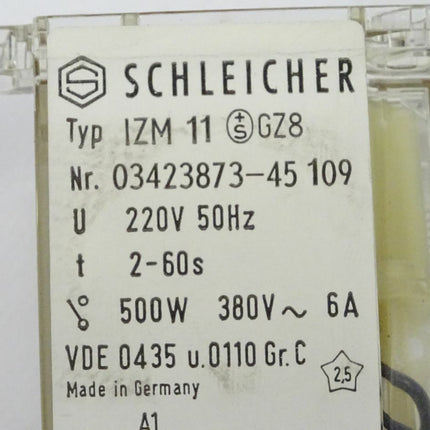 S SCHLEICHER
Typ IZM 11 +S GZ8
Nr. 03423873-45 109
U 220V 50Hz
t 2-60s
500W 380V~ 6A
VDE 0435 u.0110 Gr.C
2,5
Made in Germany
A1